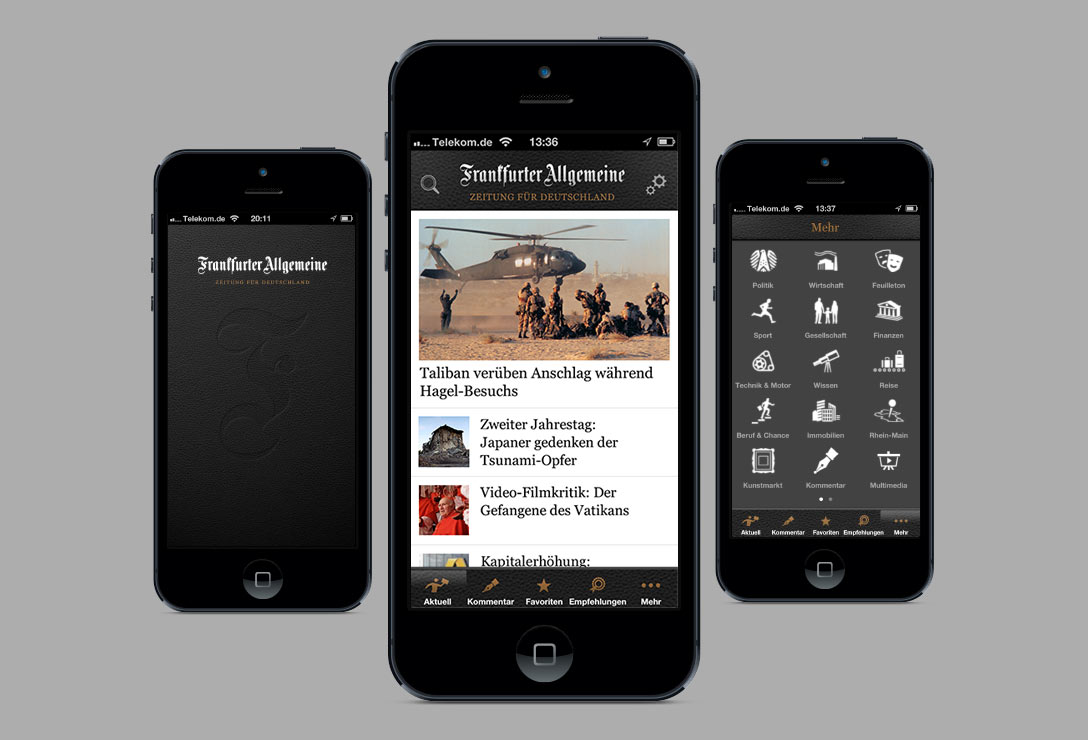 Telekom.de 20:11
Frankfurter Allgemeine
ZEITUNG FÜR DEUTSCHLAND
Telekom.de 13:36
Frankfurter Allgemeine
ZEITUNG FÜR DEUTSCHLAND
Taliban verüben Anschlag während
Hagel-Besuchs
Zweiter Jahrestag:
Japaner gedenken der
Tsunami-Opfer
Video-Filmkritik: Der
Gefangene des Vatikans
Kapitalerhöhung:
Aktuell Kommentar Favoriten Empfehlungen Mehr
Telekom.de 13:37
Mehr
Politik Wirtschaft Feuilleton
Sport Gesellschaft Finanzen
Technik & Motor Wissen Reise
Beruf & Chance Immobilien Rhein-Main
Kunstmarkt Kommentar Multimedia
Aktuell Kommentar Favoriten Empfehlungen Mehr